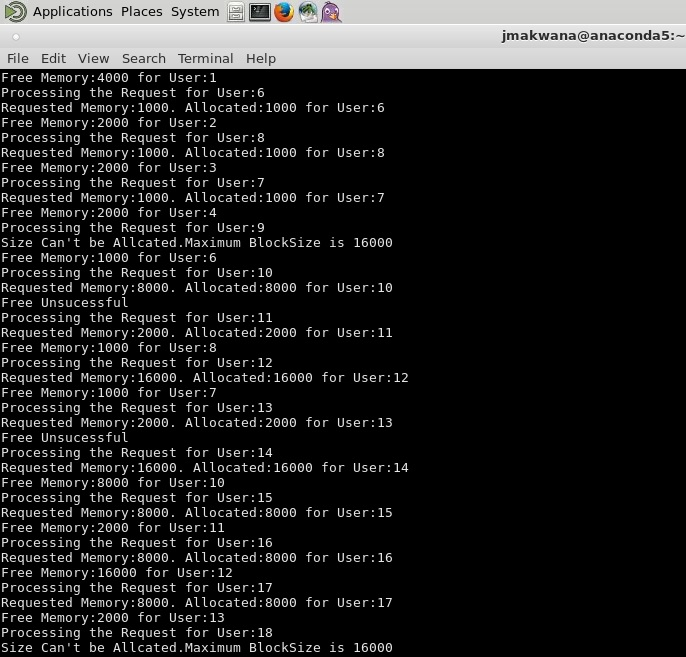 Applications Places System
jmakwana@anaconda5:~
File Edit View Search Terminal Help
Free Memory:4000 for User:1
Processing the Request for User:6
Requested Memory:1000. Allocated:1000 for User:6
Free Memory:2000 for User:2
Processing the Request for User:8
Requested Memory:1000. Allocated:1000 for User:8
Free Memory:2000 for User:3
Processing the Request for User:7
Requested Memory:1000. Allocated:1000 for User:7
Free Memory:2000 for User:4
Processing the Request for User:9
Size Can't be Allcated.Maximum BlockSize is 16000
Free Memory:1000 for User:6
Processing the Request for User:10
Requested Memory:8000. Allocated:8000 for User:10
Free Unsucessful
Processing the Request for User:11
Requested Memory:2000. Allocated:2000 for User:11
Free Memory:1000 for User:8
Processing the Request for User:12
Requested Memory:16000. Allocated:16000 for User:12
Free Memory:1000 for User:7
Processing the Request for User:13
Requested Memory:2000. Allocated:2000 for User:13
Free Unsucessful
Processing the Request for User:14
Requested Memory:16000. Allocated:16000 for User:14
Free Memory:8000 for User:10
Processing the Request for User:15
Requested Memory:8000. Allocated:8000 for User:15
Free Memory:2000 for User:11
Processing the Request for User:16
Requested Memory:8000. Allocated:8000 for User:16
Free Memory:16000 for User:12
Processing the Request for User:17
Requested Memory:8000. Allocated:8000 for User:17
Free Memory:2000 for User:13
Processing the Request for User:18
Size Can't be Allcated.Maximum BlockSize is 16000